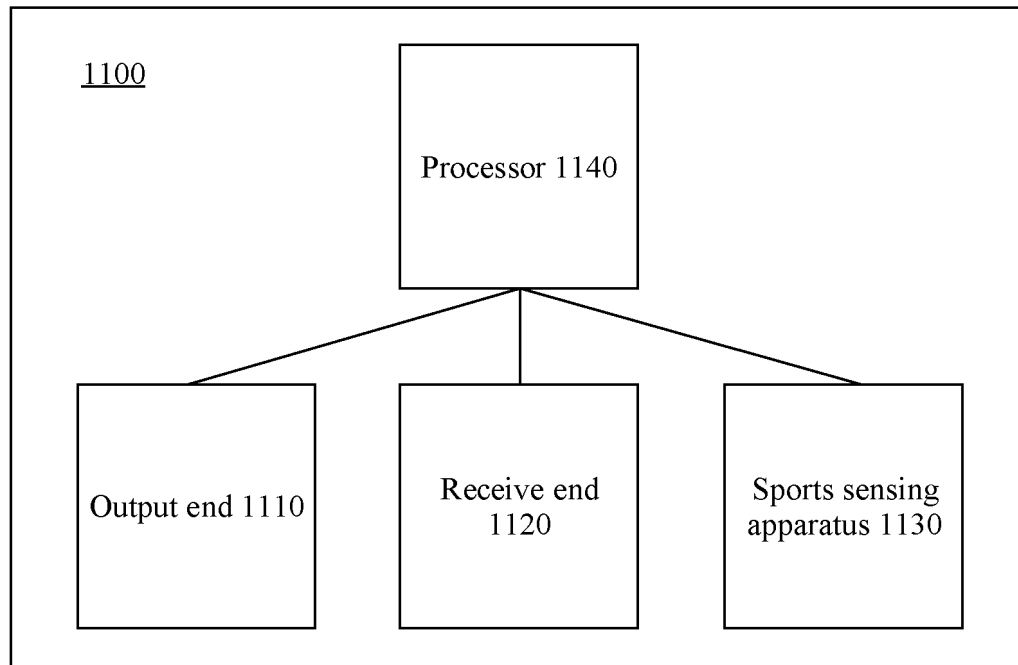 1100
Processor 1140
Output end 1110
Receive end
1120
Sports sensing
apparatus 1130